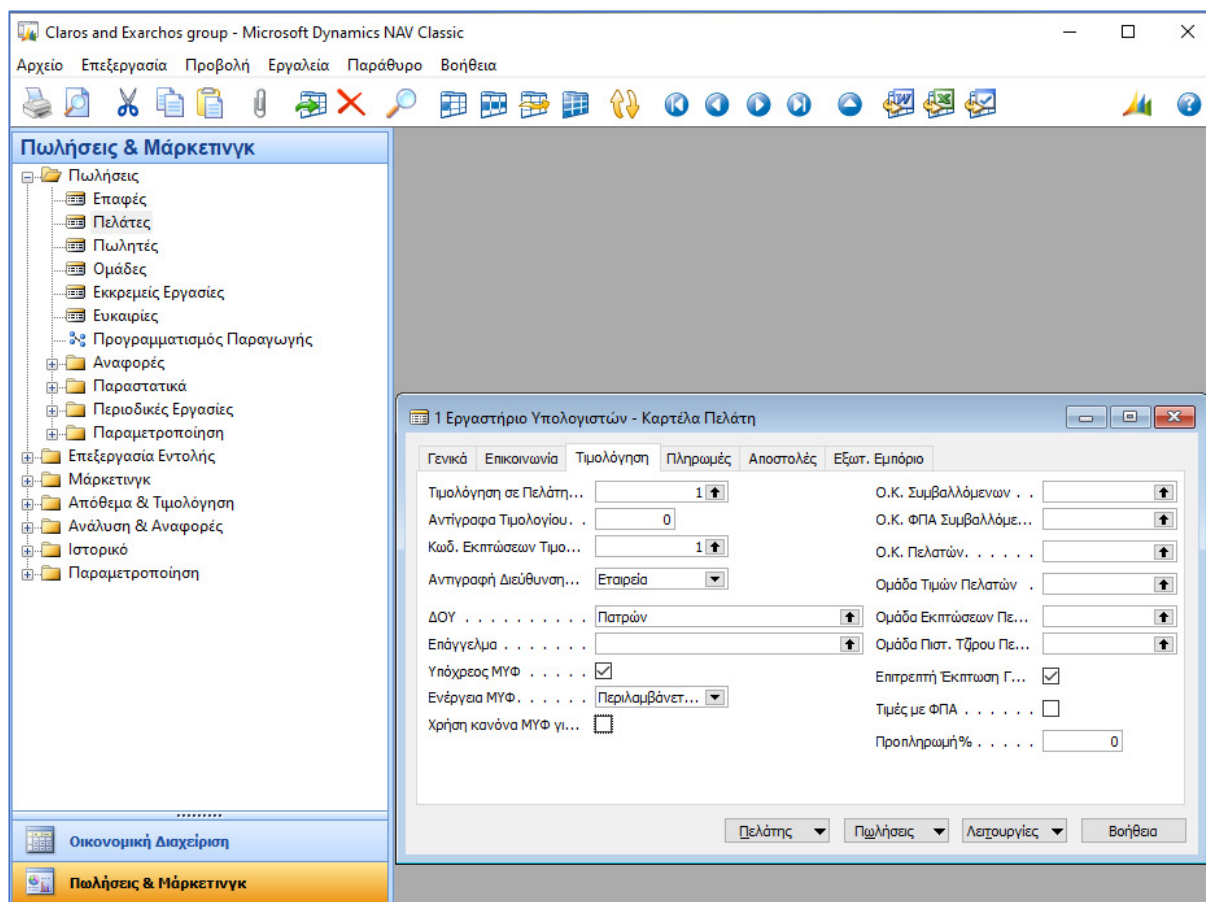 Claros and Exarchos group - Microsoft Dynamics NAV Classic
Αρχείο Επεξεργασία Προβολή Εργαλεία Παράθυρο Βοήθεια
Πωλήσεις & Μάρκετινγκ
Πωλήσεις
Επαφές
Πελάτες
Πωλητές
Ομάδες
Εκκρεμείς Εργασίες
Ευκαιρίες
Προγραμματισμός Παραγωγής
Αναφορές
Παραστατικά
Περιοδικές Εργασίες
Παραμετροποίηση
Επεξεργασία Εντολής
Μάρκετινγκ
Απόθεμα & Τιμολόγηση
Ανάλυση & Αναφορές
Ιστορικό
Παραμετροποίηση
Οικονομική Διαχείριση
Πωλήσεις & Μάρκετινγκ
1 Εργαστήριο Υπολογιστών - Καρτέλα Πελάτη
Γενικά Επικοινωνία Τιμολόγηση Πληρωμές Αποστολές Εξωτ. Εμπόριο
Τιμολόγηση σε Πελάτη... 1
Αντίγραφα Τιμολογίου. . 0
Κωδ. Εκπτώσεων Τιμο... 1
Αντιγραφή Διεύθυνση... Εταιρεία
ΔΟΥ . . . . . . . . . . Πατρών
Επάγγελμα . . . . . . .
Υπόχρεος ΜΥΦ . . . . .
Ενέργεια ΜΥΦ. . . . . . Περιλαμβάνετ...
Χρήση κανόνα ΜΥΦ γι...
Ο.Κ. Συμβαλλόμενων . .
Ο.Κ. ΦΠΑ Συμβαλλόμε...
Ο.Κ. Πελατών. . . . . .
Ομάδα Τιμών Πελατών .
Ομάδα Εκπτώσεων Πε...
Ομάδα Πιστ. Τζίρου Πε...
Επιτρεπτή Έκπτωση Γ...
Τιμές με ΦΠΑ . . . . . .
Προπληρωμή% . . . . . 0
Πελάτης Πωλήσεις Λειτουργίες Βοήθεια